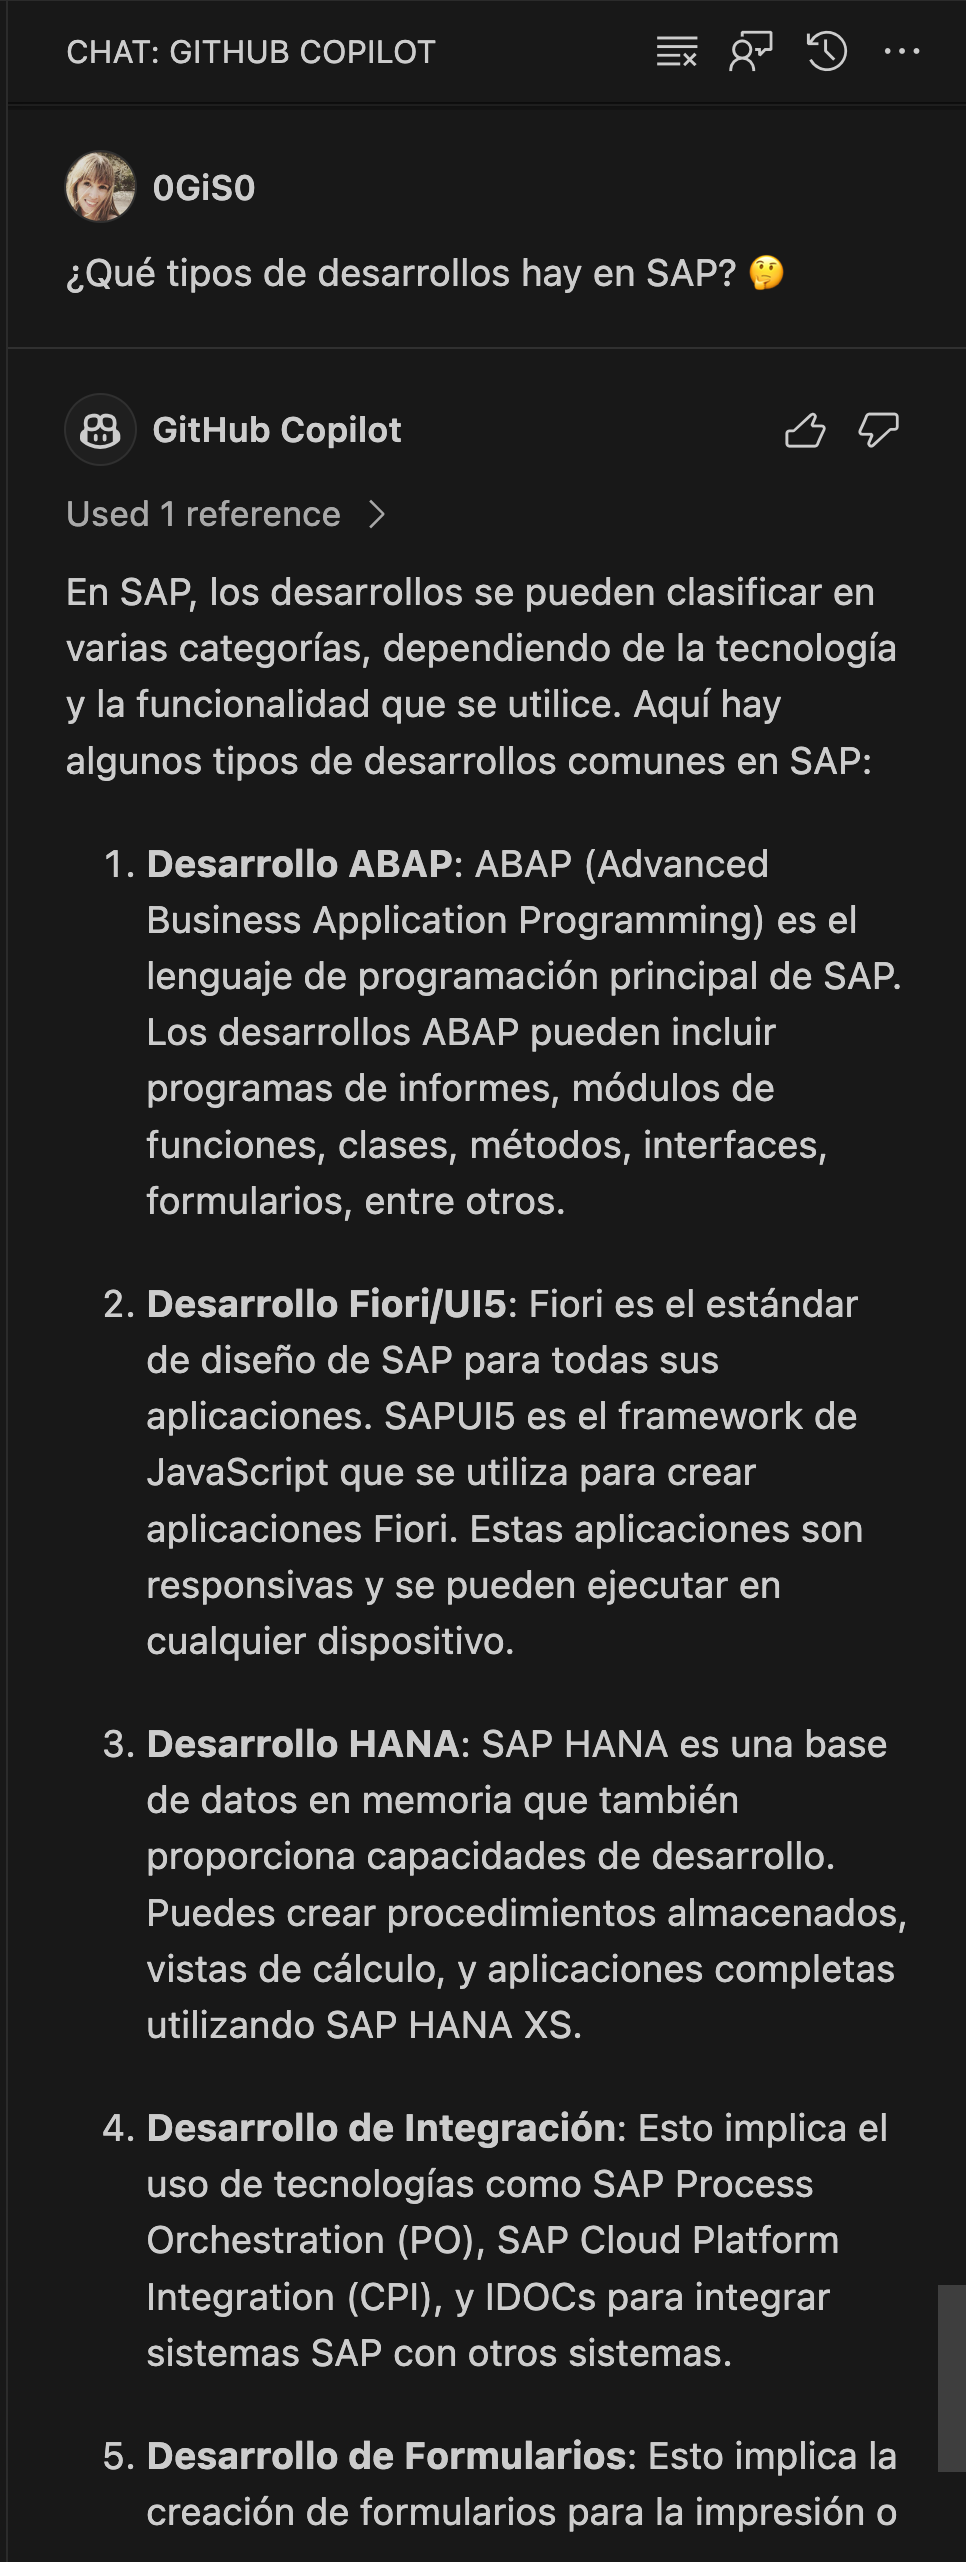 CHAT: GITHUB COPILOT
0GiS0
¿Qué tipos de desarrollos hay en SAP? 🤔
GitHub Copilot
Used 1 reference
En SAP, los desarrollos se pueden clasificar en
varias categorías, dependiendo de la tecnología
y la funcionalidad que se utilice. Aquí hay
algunos tipos de desarrollos comunes en SAP:
1. Desarrollo ABAP: ABAP (Advanced
Business Application Programming) es el
lenguaje de programación principal de SAP.
Los desarrollos ABAP pueden incluir
programas de informes, módulos de
funciones, clases, métodos, interfaces,
formularios, entre otros.
2. Desarrollo Fiori/UI5: Fiori es el estándar
de diseño de SAP para todas sus
aplicaciones. SAPUI5 es el framework de
JavaScript que se utiliza para crear
aplicaciones Fiori. Estas aplicaciones son
responsivas y se pueden ejecutar en
cualquier dispositivo.
3. Desarrollo HANA: SAP HANA es una base
de datos en memoria que también
proporciona capacidades de desarrollo.
Puedes crear procedimientos almacenados,
vistas de cálculo, y aplicaciones completas
utilizando SAP HANA XS.
4. Desarrollo de Integración: Esto implica el
uso de tecnologías como SAP Process
Orchestration (PO), SAP Cloud Platform
Integration (CPI), y IDOCs para integrar
sistemas SAP con otros sistemas.
5. Desarrollo de Formularios: Esto implica la
creación de formularios para la impresión o